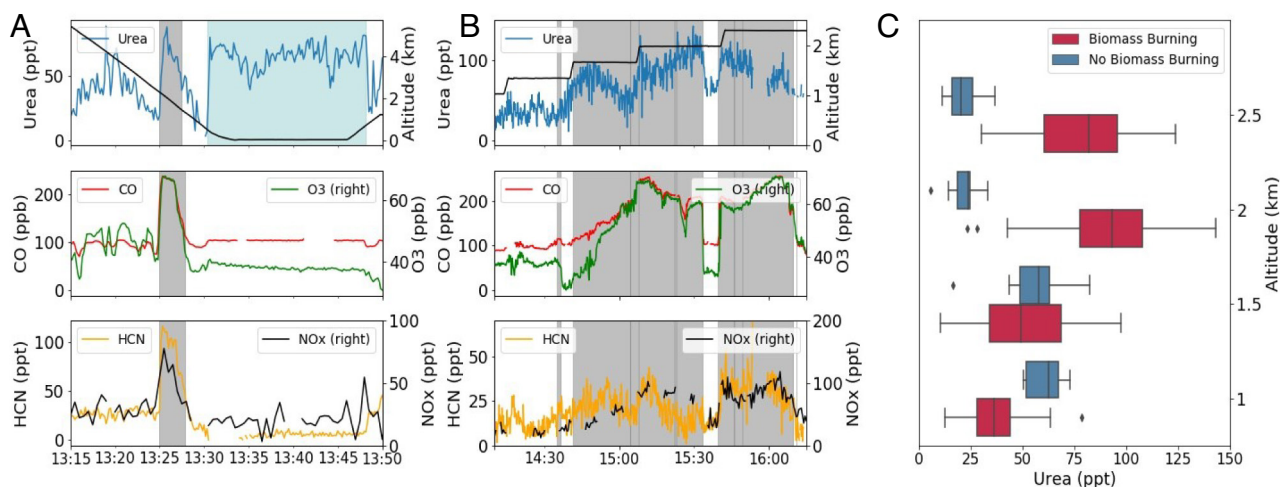 A
B
C
Urea
Urea (ppt)
50
0
4
2
0
Altitude (km)
CO
O3 (right)
CO (ppb)
200
100
0
60
40
O3 (ppb)
HCN
NOx (right)
HCN (ppt)
100
50
0
100
50
0
NOx (ppt)
13:15 13:20 13:25 13:30 13:35 13:40 13:45 13:50
Urea
Urea (ppt)
100
50
0
2
1
0
Altitude (km)
CO
O3 (right)
CO (ppb)
200
100
0
60
40
O3 (ppb)
HCN
NOx (right)
HCN (ppt)
50
25
0
200
100
0
NOx (ppt)
14:30 15:00 15:30 16:00
Biomass Burning
No Biomass Burning
2.5
2
1.5
1
Altitude (km)
0 25 50 75 100 125 150
Urea (ppt)